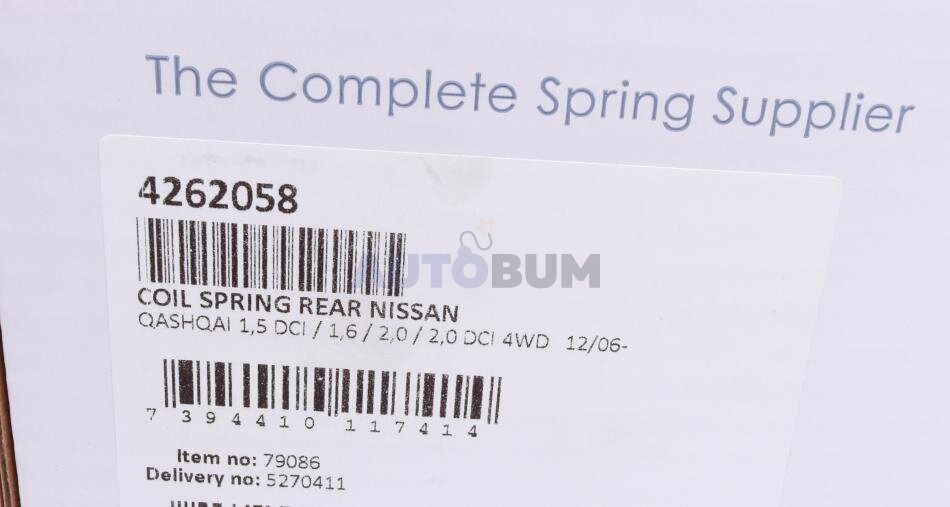 The Complete Spring Supplier
4262058
AUTOBUM
COIL SPRING REAR NISSAN
QASHQAI 1,5 DCI / 1,6 / 2,0 / 2,0 DCI 4WD 12/06-
7 394410 117414
Item no: 79086
Delivery no: 5270411